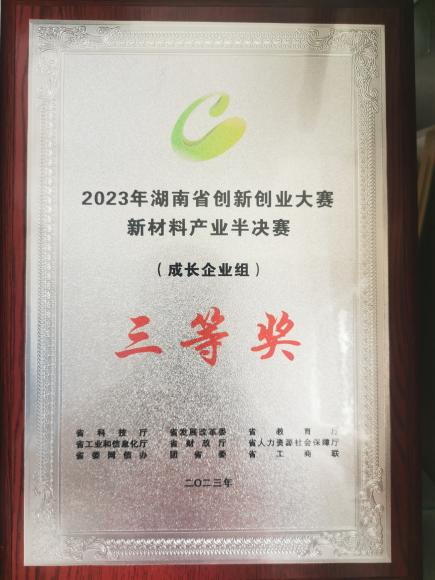 2023年湖南省创新创业大赛
新材料产业半决赛
（成长企业组）
三等奖
省科技厅 省发展改革委 省教育厅
省工业和信息化厅 省财政厅 省人力资源社会保障厅
省委网信办 团省委 省工商联
二〇二三年